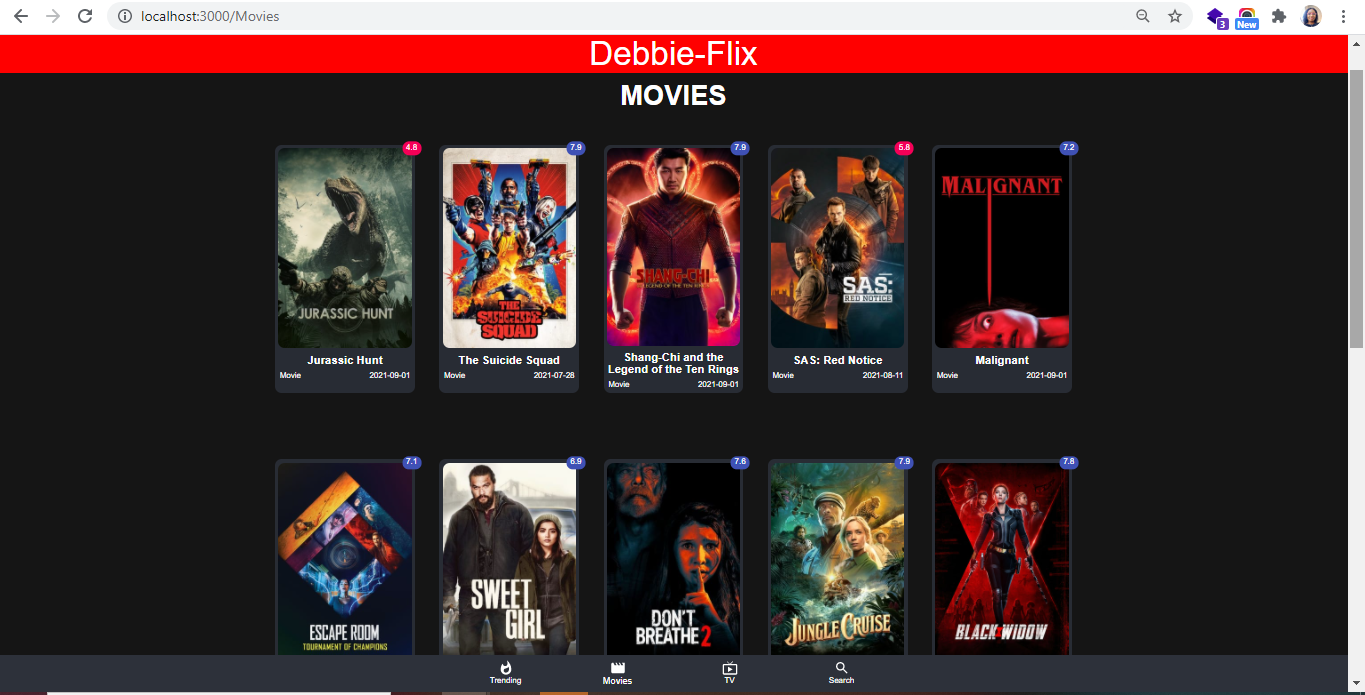 localhost:3000/Movies
3
New
Debbie-Flix
MOVIES
4.8
7.9
7.9
5.8
7.2
JURASSIC HUNT
THE
SUICIDE
SQUAD
SHANG-CHI
LEGEND OF THE TEN RINGS
SAS:
RED NOTICE
MALIGNANT
Jurassic Hunt
Movie 2021-09-01
The Suicide Squad
Movie 2021-07-28
Shang-Chi and the
Legend of the Ten Rings
Movie 2021-09-01
SAS: Red Notice
Movie 2021-08-11
Malignant
Movie 2021-09-01
7.1
6.9
7.6
7.9
7.8
ESCAPE ROOM
TOURNAMENT OF CHAMPIONS
SWEET
GIRL
DON'T
BREATHE 2
JUNGLE CRUISE
BLACK WIDOW
Trending
Movies
TV
Search